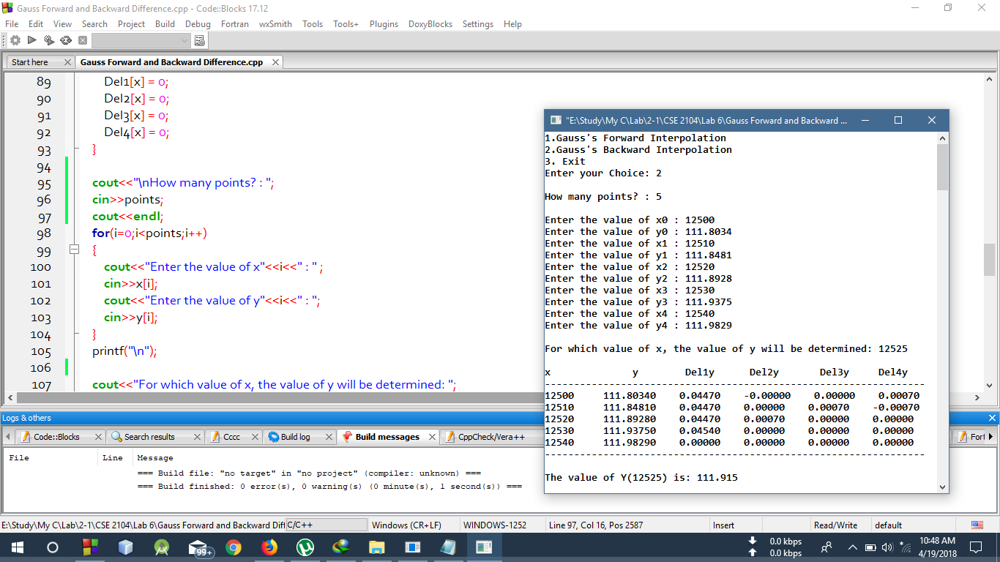 Gauss Forward and Backward Difference.cpp - Code::Blocks 17.12
File Edit View Search Project Build Debug Fortran wxSmith Tools Tools+ Plugins DoxyBlocks Settings Help
Start here Gauss Forward and Backward Difference.cpp
89 Del1[x] = 0;
90 Del2[x] = 0;
91 Del3[x] = 0;
92 Del4[x] = 0;
93 }
94
95 cout<<"\nHow many points? : ";
96 cin>>points;
97 cout<<endl;
98 for(i=0;i<points;i++)
99 {
100 cout<<"Enter the value of x"<<i<<" : " ;
101 cin>>x[i];
102 cout<<"Enter the value of y"<<i<<" : ";
103 cin>>y[i];
104 }
105 printf("\n");
106
107 cout<<"For which value of x, the value of y will be determined: ";
"E:\Study\My C\Lab\2-1\CSE 2104\Lab 6\Gauss Forward and Backward ...
1.Gauss's Forward Interpolation
2.Gauss's Backward Interpolation
3. Exit
Enter your Choice: 2
How many points? : 5
Enter the value of x0 : 12500
Enter the value of y0 : 111.8034
Enter the value of x1 : 12510
Enter the value of y1 : 111.8481
Enter the value of x2 : 12520
Enter the value of y2 : 111.8928
Enter the value of x3 : 12530
Enter the value of y3 : 111.9375
Enter the value of x4 : 12540
Enter the value of y4 : 111.9829
For which value of x, the value of y will be determined: 12525
x y Del1y Del2y Del3y Del4y
-----------------------------------------------------------------
12500 111.80340 0.04470 -0.00000 0.00000 0.00070
12510 111.84810 0.04470 0.00000 0.00070 -0.00070
12520 111.89280 0.04470 0.00070 0.00000 0.00000
12530 111.93750 0.04540 0.00000 0.00000 0.00000
12540 111.98290 0.00000 0.00000 0.00000 0.00000
-----------------------------------------------------------------
The value of Y(12525) is: 111.915
Logs & others
Code::Blocks Search results Cccc Build log Build messages CppCheck/Vera++ Fort
File Line Message
=== Build file: "no target" in "no project" (compiler: unknown) ===
=== Build finished: 0 error(s), 0 warning(s) (0 minute(s), 1 second(s)) ===
E:\Study\My C\Lab\2-1\CSE 2104\Lab 6\Gauss Forward and Backward Diff C/C++ Windows (CR+LF) WINDOWS-1252 Line 97, Col 16, Pos 2587 Insert Read/Write default
99+
0.0 kbps
0.0 kbps
10:48 AM
4/19/2018